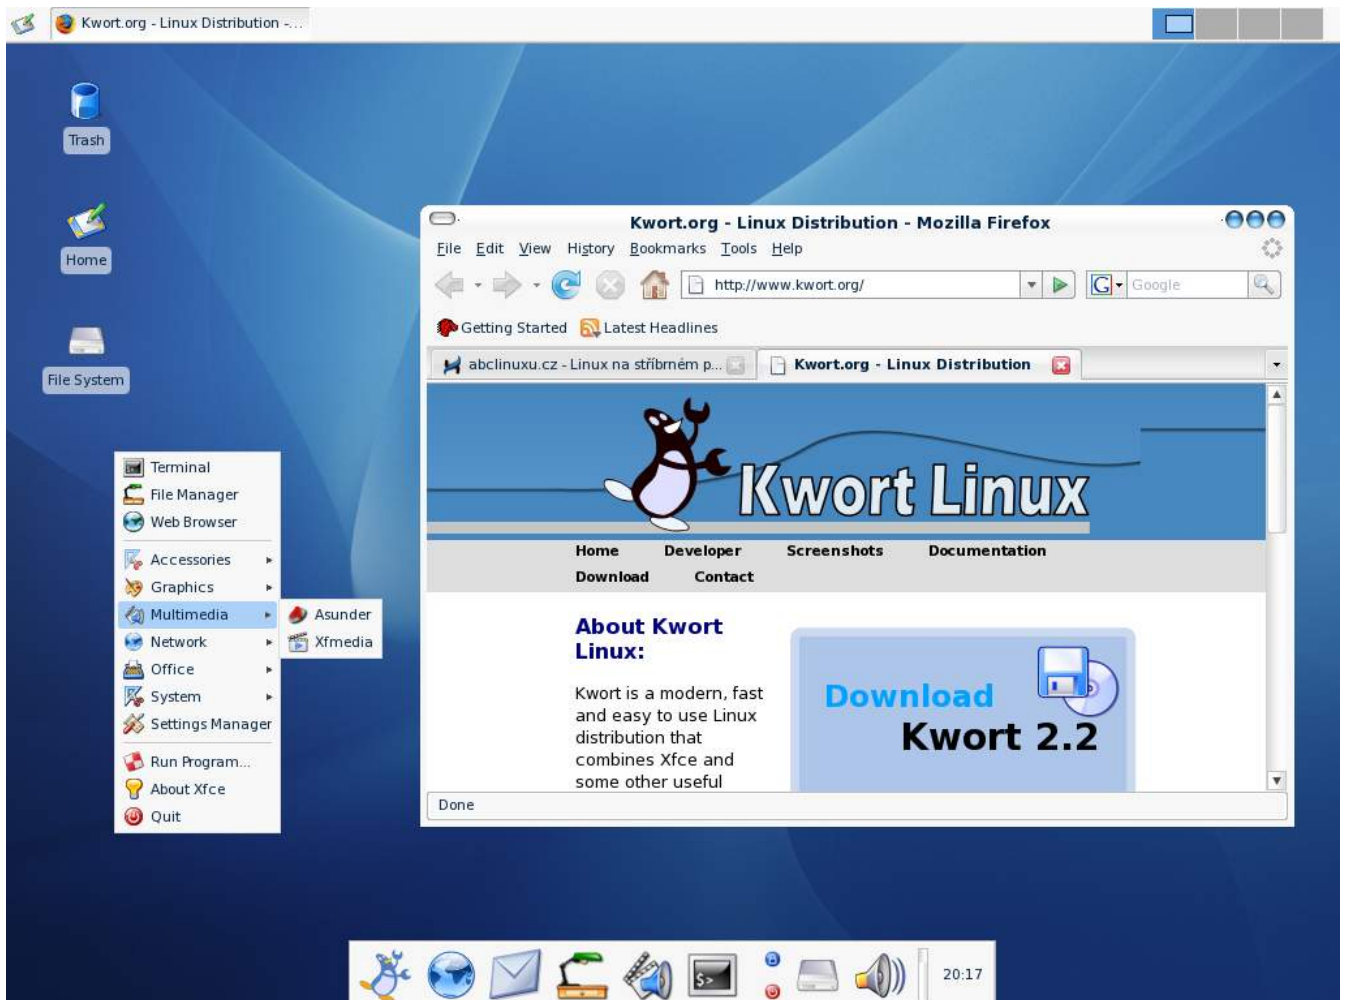 Kwort.org - Linux Distribution -...
Trash
Home
File System
Kwort.org - Linux Distribution - Mozilla Firefox
File Edit View History Bookmarks Tools Help
http://www.kwort.org/
G Google
Getting Started Latest Headlines
abclinuxu.cz - Linux na stříbrném p... Kwort.org - Linux Distribution
Kwort Linux
Home Developer Screenshots Documentation
Download Contact
About Kwort
Linux:
Kwort is a modern, fast
and easy to use Linux
distribution that
combines Xfce and
some other useful
Download
Kwort 2.2
Done
Terminal
File Manager
Web Browser
Accessories
Graphics
Multimedia
Network
Office
System
Settings Manager
Run Program...
About Xfce
Quit
Asunder
Xfmedia
$>-
20:17